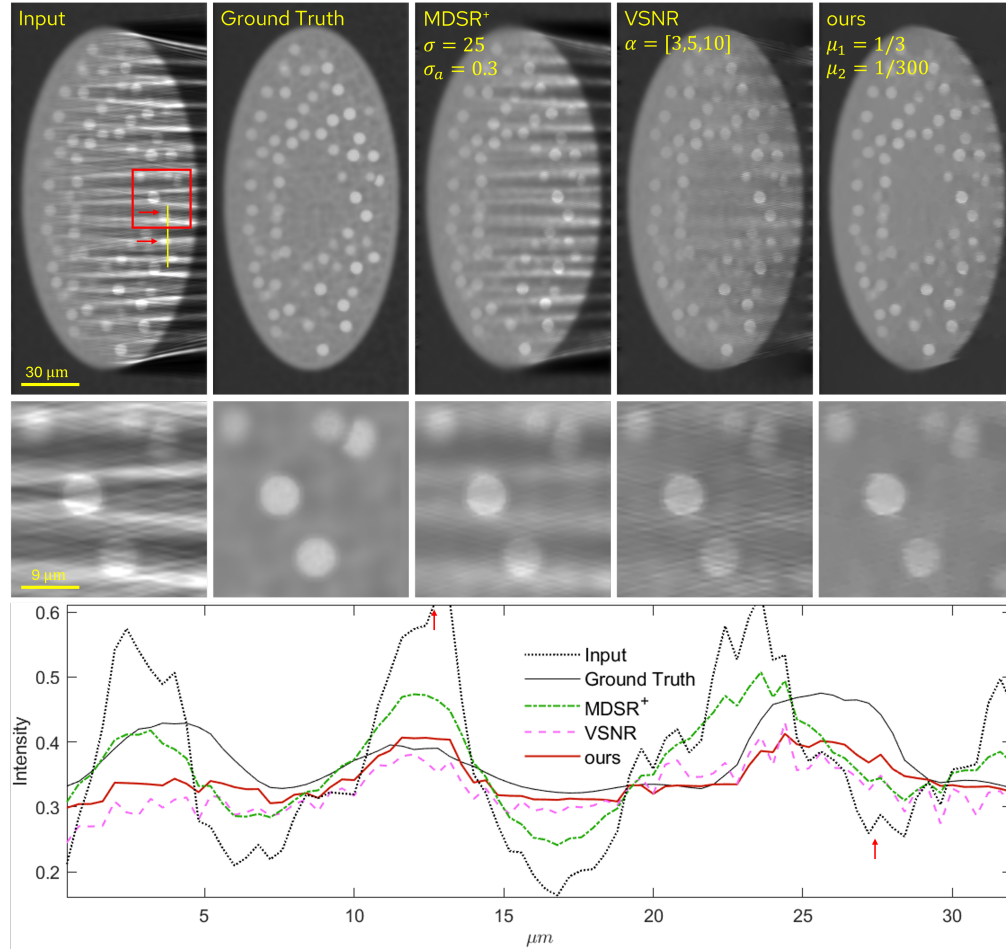 Input
Ground Truth
MDSR⁺
σ = 25
σₐ = 0.3
VSNR
α = [3,5,10]
ours
μ₁ = 1/3
μ₂ = 1/300
30 μm
9 μm
0.6
0.5
0.4
0.3
0.2
Intensity
Input
Ground Truth
MDSR⁺
VSNR
ours
5
10
15
20
25
30
μm